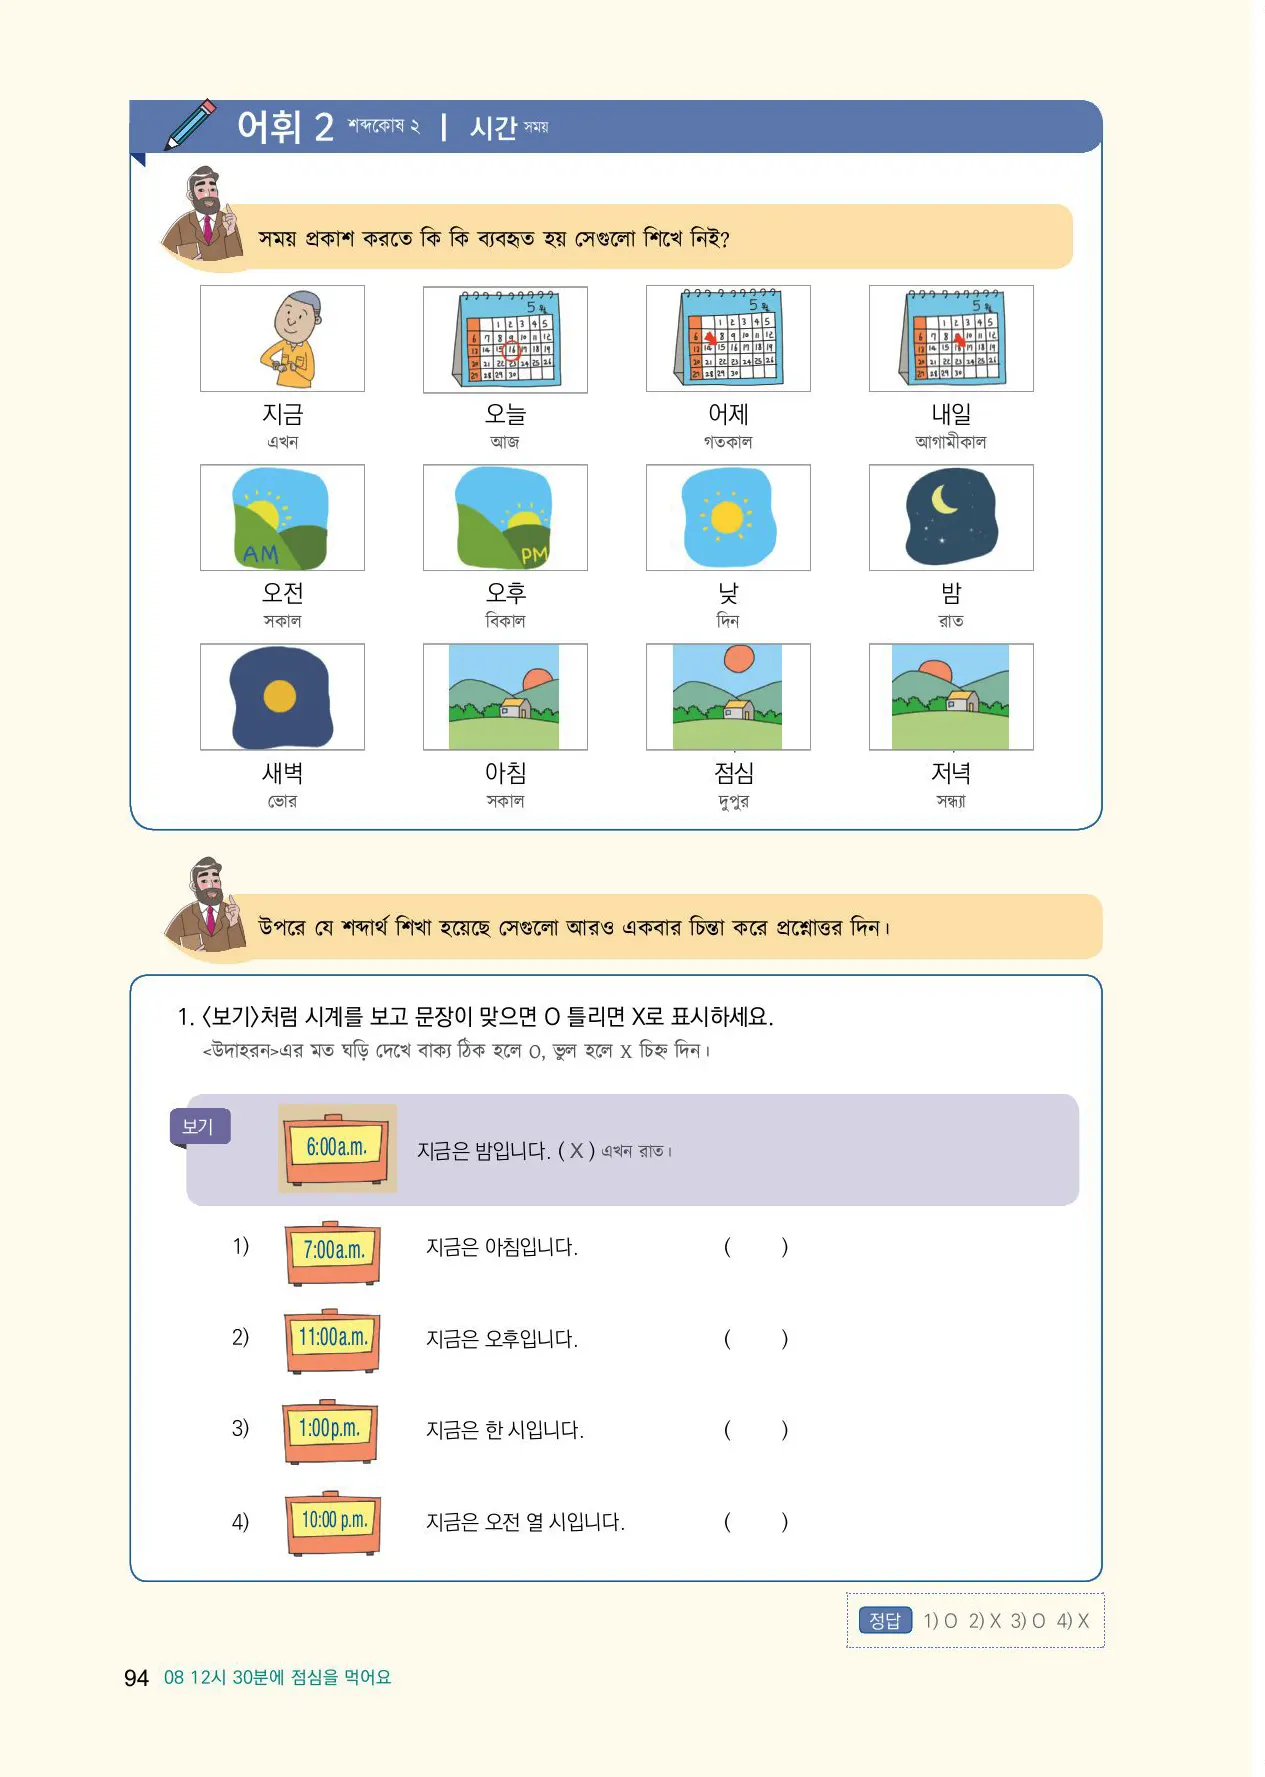 어휘 2 শব্দকোষ ২ | 시간 সময়
সময় প্রকাশ করতে কি কি ব্যবহৃত হয় সেগুলো শিখে নিই?
지금 오늘 어제 내일
এখন আজ গতকাল আগামীকাল
AM PM
오전 오후 낮 밤
সকাল বিকাল দিন রাত
새벽 아침 점심 저녁
ভোর সকাল দুপুর সন্ধ্যা
উপরে যে শব্দার্থ শিখা হয়েছে সেগুলো আরও একবার চিন্তা করে প্রশ্নোত্তর দিন।
1. 〈보기〉처럼 시계를 보고 문장이 맞으면 O 틀리면 X로 표시하세요.
<উদাহরন>এর মত ঘড়ি দেখে বাক্য ঠিক হলে O, ভুল হলে X চিহ্ন দিন।
보기
6:00a.m. 지금은 밤입니다. ( X ) এখন রাত।
1) 7:00a.m. 지금은 아침입니다. ( )
2) 11:00a.m. 지금은 오후입니다. ( )
3) 1:00p.m. 지금은 한 시입니다. ( )
4) 10:00 p.m. 지금은 오전 열 시입니다. ( )
정답 1) O 2) X 3) O 4) X
94 08 12시 30분에 점심을 먹어요